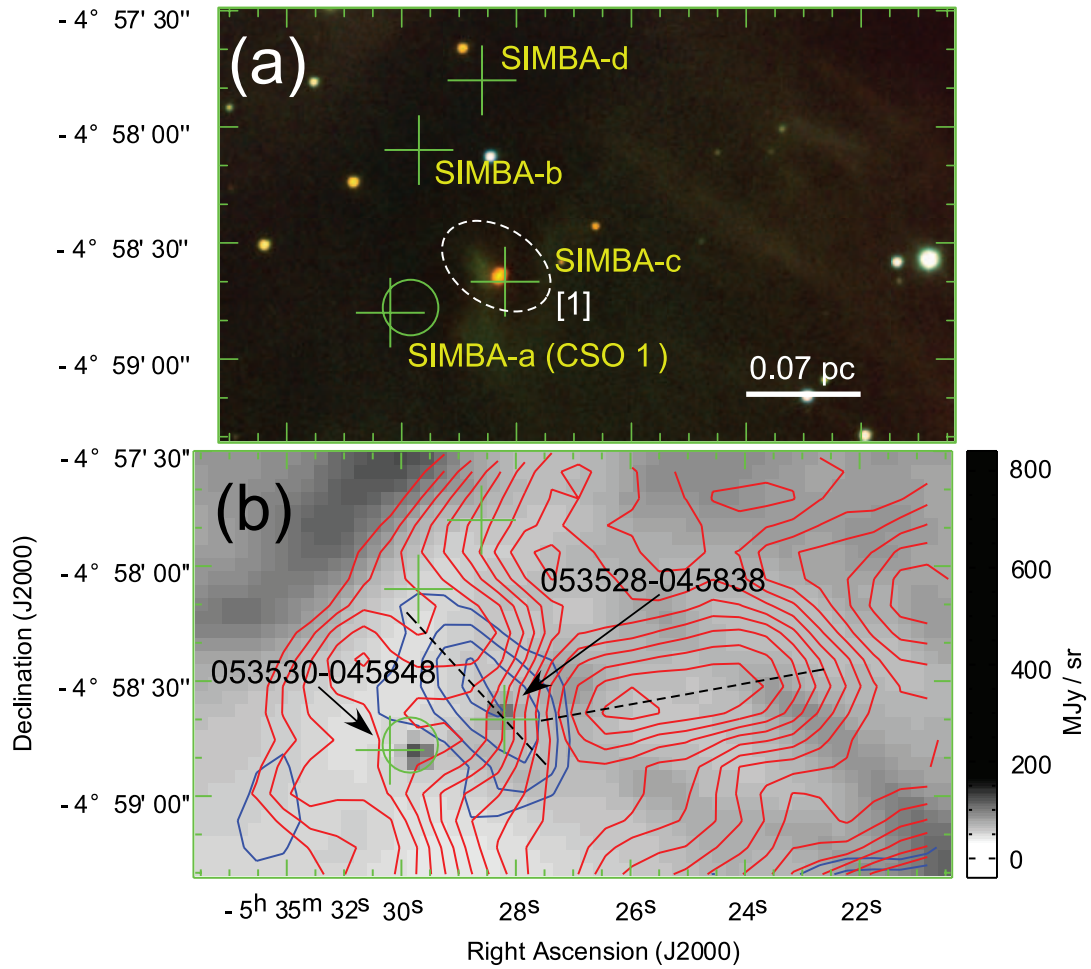 - 4° 57' 30"
(a)
SIMBA-d
- 4° 58' 00"
SIMBA-b
- 4° 58' 30"
SIMBA-c
[1]
- 4° 59' 00"
SIMBA-a (CSO 1 )
0.07 pc
- 4° 57' 30"
(b)
800
- 4° 58' 00"
053528-045838
600
053530-045848
400
- 4° 58' 30"
200
- 4° 59' 00"
0
MJy / sr
Declination (J2000)
- 5h 35m 32s 30s 28s 26s 24s 22s
Right Ascension (J2000)